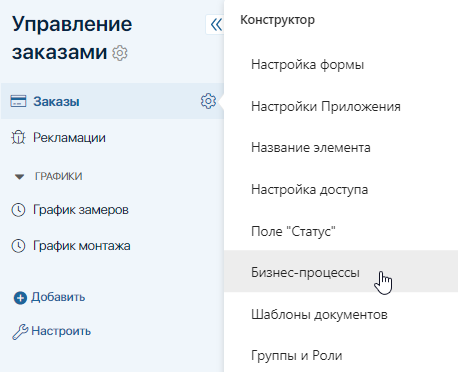 Управление
заказами
Заказы
Рекламации
ГРАФИКИ
График замеров
График монтажа
Добавить
Настроить
Конструктор
Настройка формы
Настройки Приложения
Название элемента
Настройка доступа
Поле "Статус"
Бизнес-процессы
Шаблоны документов
Группы и Роли